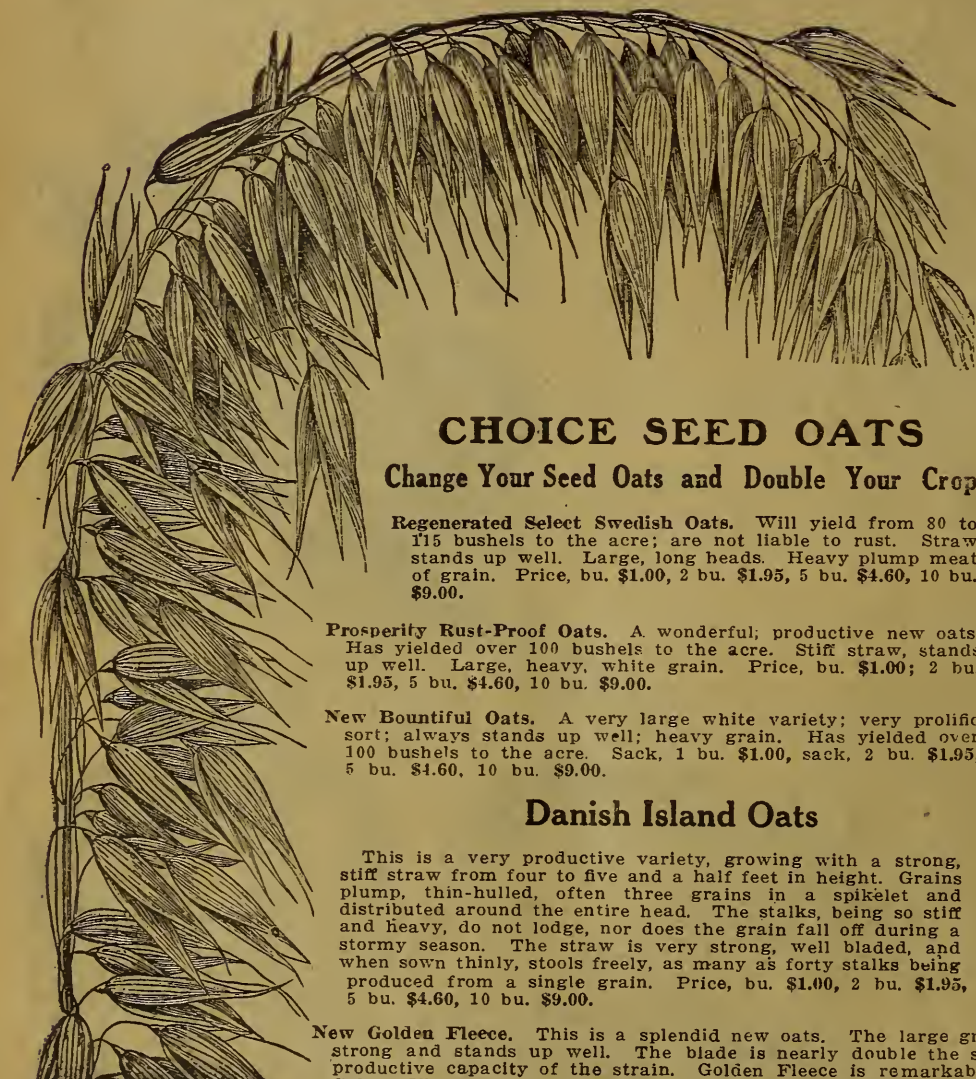 CHOICE SEED OATS
Change Your Seed Oats and Double Your Crop
Regenerated Select Swedish Oats. Will yield from 80 to
115 bushels to the acre; are not liable to rust. Straw
stands up well. Large, long heads. Heavy plump meat
of grain. Price, bu. $1.00, 2 bu. $1.95, 5 bu. $4.60, 10 bu.
$9.00.
Prosperity Rust-Proof Oats. A wonderful; productive new oats
Has yielded over 100 bushels to the acre. Stiff straw, stands
up well. Large, heavy, white grain. Price, bu. $1.00; 2 bu
$1.95, 5 bu. $4.60, 10 bu. $9.00.
New Bountiful Oats. A very large white variety; very prolific
sort; always stands up well; heavy grain. Has yielded over
100 bushels to the acre. Sack, 1 bu. $1.00, sack, 2 bu. $1.95,
5 bu. $4.60, 10 bu. $9.00.
Danish Island Oats
This is a very productive variety, growing with a strong,
stiff straw from four to five and a half feet in height. Grains
plump, thin-hulled, often three grains in a spikelet and
distributed around the entire head. The stalks, being so stiff
and heavy, do not lodge, nor does the grain fall off during a
stormy season. The straw is very strong, well bladed, and
when sown thinly, stools freely, as many as forty stalks being
produced from a single grain. Price, bu. $1.00, 2 bu. $1.95,
5 bu. $4.60, 10 bu. $9.00.
New Golden Fleece. This is a splendid new oats. The large
strong and stands up well. The blade is nearly double the
productive capacity of the strain. Golden Fleece is